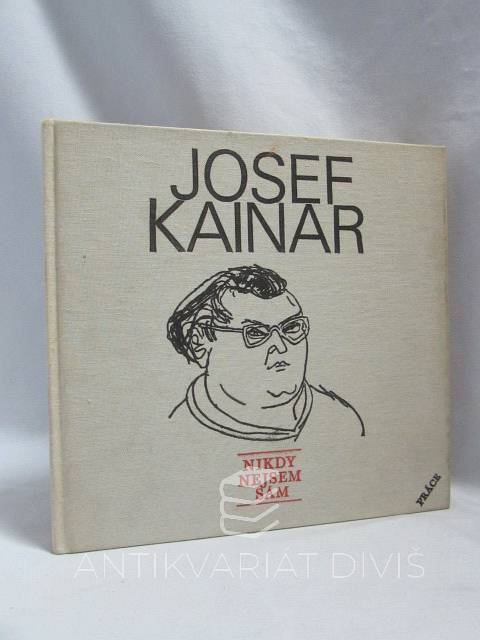 JOSEF
KAINAR
NIKDY
NEJSEM
SÁM
PRÁCE
ANTIKVARIÁT DIVIŠ